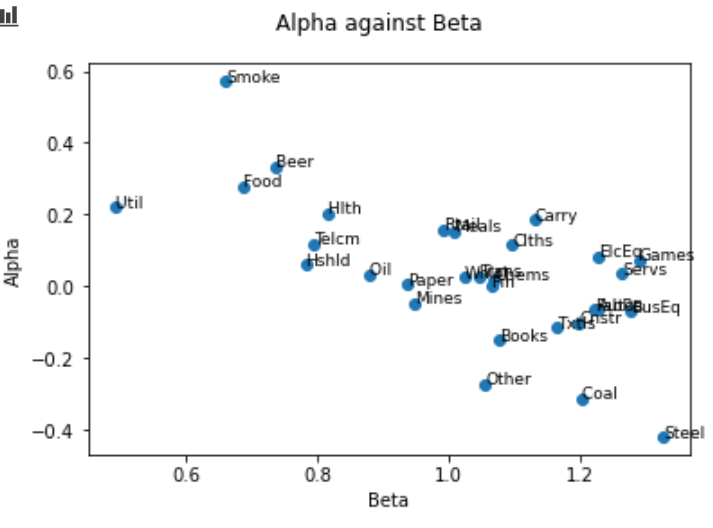 Alpha against Beta
0.6
Smoke
0.4
Beer
Food
Util
0.2
Hlth
Carry
Meals
Telcm
Clths
ElcEq
Games
Hshld
Oil
Servs
Alpha
0.0
Paper
Mines
BusEq
Cnstr
Txtls
Books
−0.2
Other
Coal
−0.4
Steel
0.6
0.8
1.0
1.2
Beta